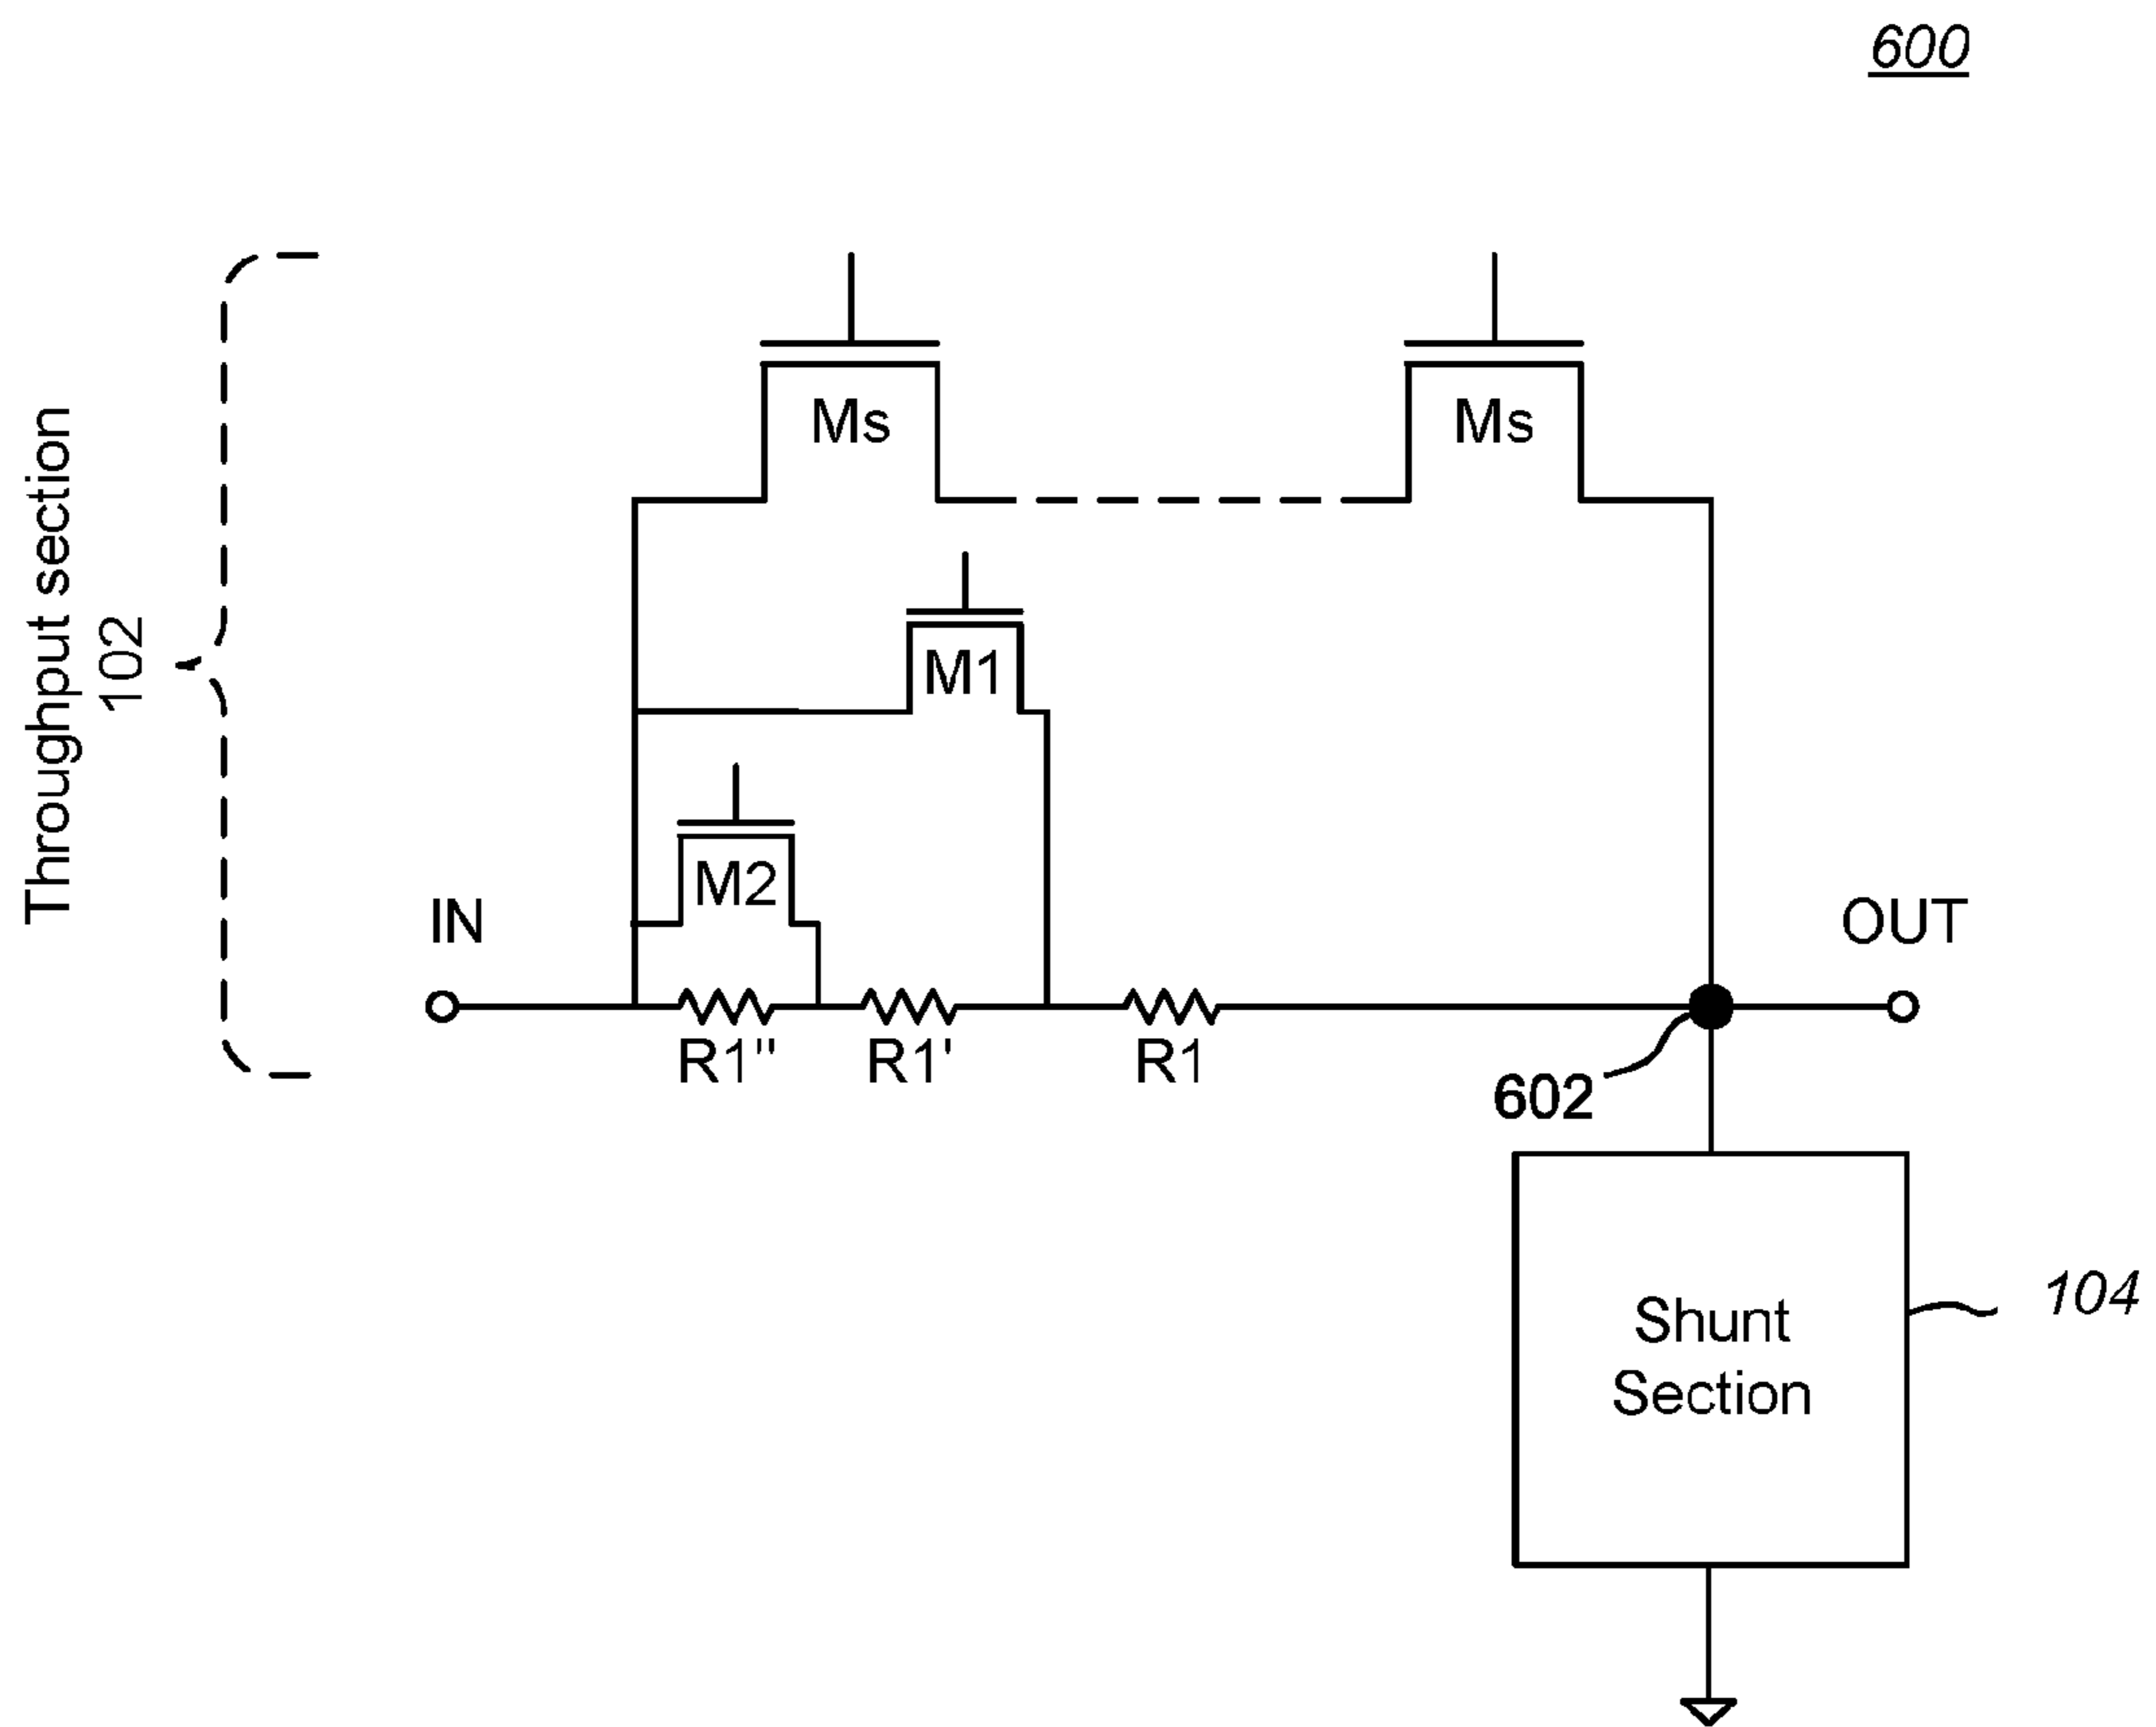 600
Throughput section
102
Ms
Ms
M1
M2
IN
OUT
R1"
R1'
R1
602
Shunt
Section
104